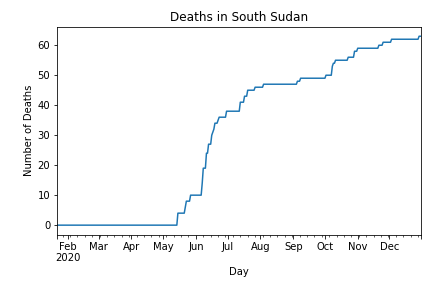 Deaths in South Sudan
Number of Deaths
60
50
40
30
20
10
0
Feb Mar Apr May Jun Jul Aug Sep Oct Nov Dec
2020
Day